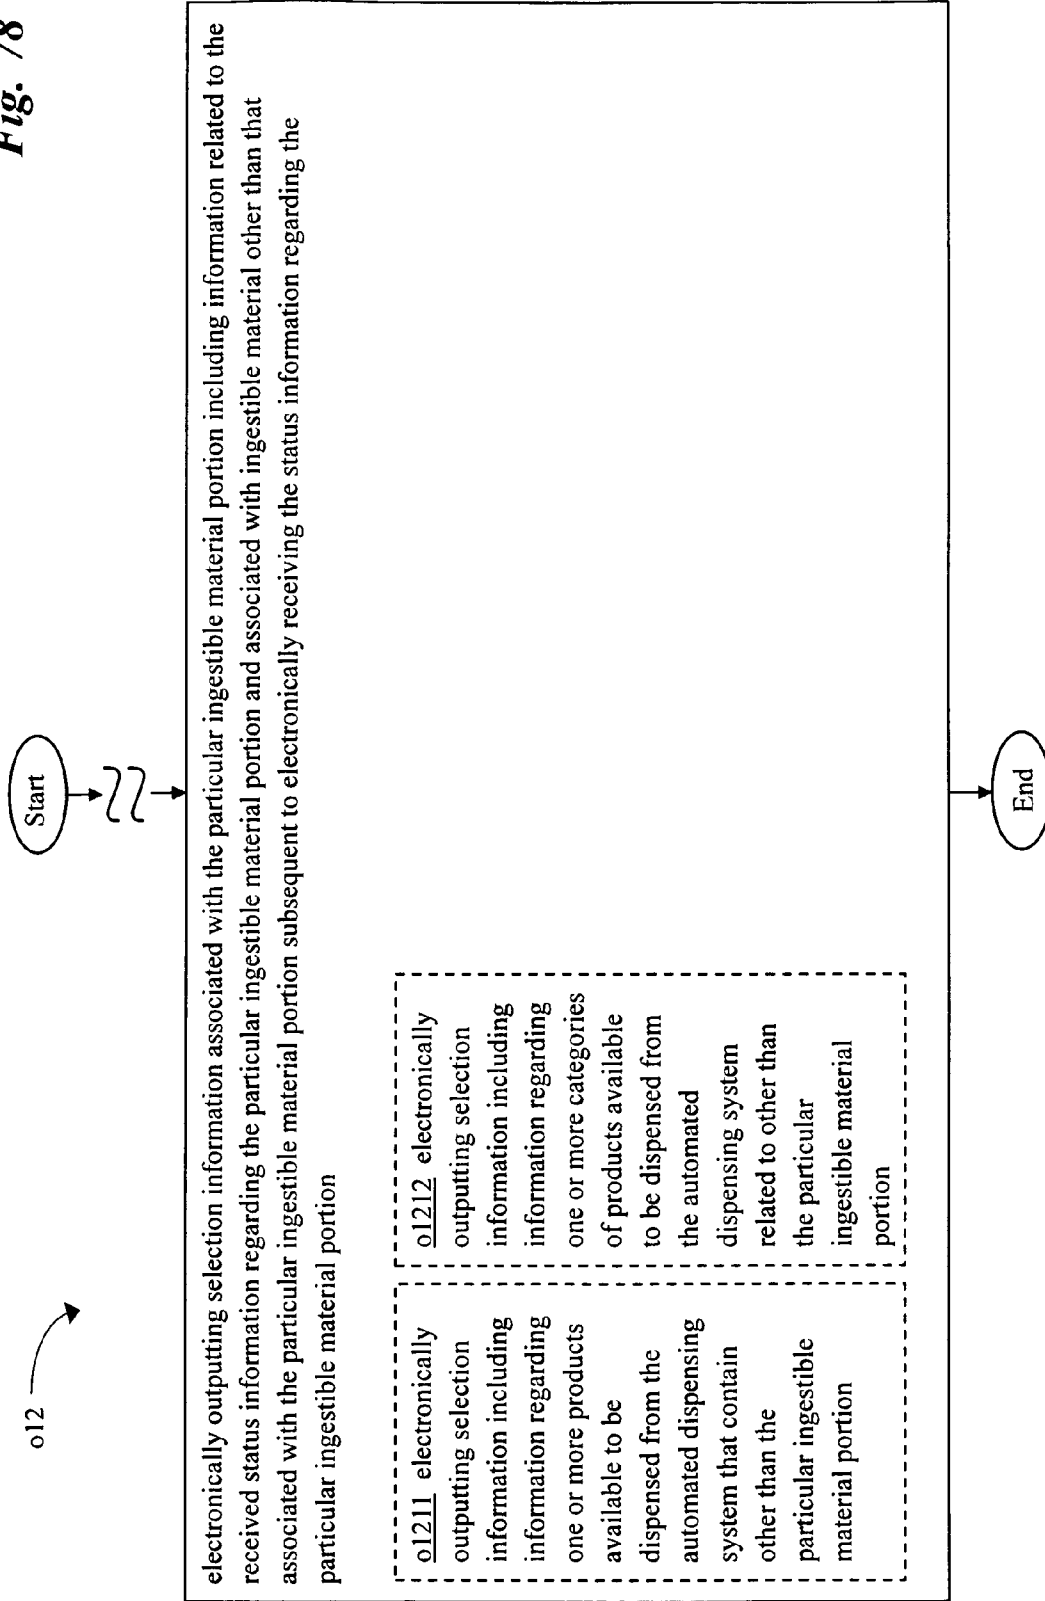 Fig. 78
o12
Start
electronically outputting selection information associated with the particular ingestible material portion including information related to the
received status information regarding the particular ingestible material portion and associated with ingestible material other than that
associated with the particular ingestible material portion subsequent to electronically receiving the status information regarding the
particular ingestible material portion
o1211 electronically
outputting selection
information including
information regarding
one or more products
available to be
dispensed from the
automated dispensing
system that contain
other than the
particular ingestible
material portion
o1212 electronically
outputting selection
information including
information regarding
one or more categories
of products available
to be dispensed from
the automated
dispensing system
related to other than
the particular
ingestible material
portion
End